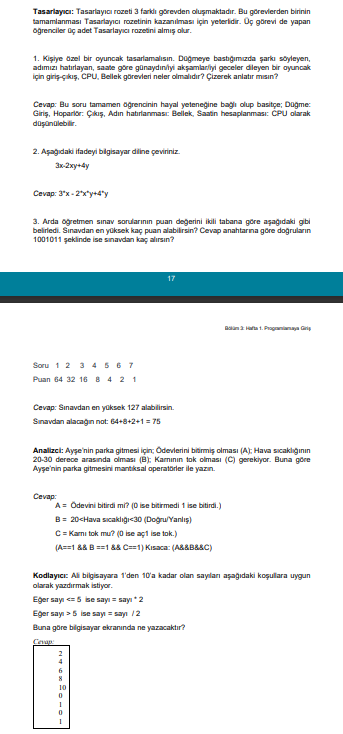 Tasarlayıcı: Tasarlayıcı rozeti 3 farklı görevden oluşmaktadır. Bu görevlerden birinin
tamamlanması Tasarlayıcı rozetinin kazanılması için yeterlidir. Üç görevi de yapan
öğrenciler üç adet Tasarlayıcı rozetini almış olur.
1. Kişiye özel bir oyuncak tasarlamalısın. Düğmeye bastığımızda şarkı söyleyen,
adımızı hatırlayan, saate göre günaydın/iyi akşamlar/iyi geceler dileyen bir oyuncak
için giriş-çıkış, CPU, Bellek görevleri neler olmalıdır? Çizerek anlatır mısın?
Cevap: Bu soru tamamen öğrencinin hayal yeteneğine bağlı olup basitçe; Düğme:
Giriş, Hoparlör: Çıkış, Adın hatırlanması: Bellek, Saatin hesaplanması: CPU olarak
düşünülebilir.
2. Aşağıdaki ifadeyi bilgisayar diline çeviriniz.
3x-2xy+4y
Cevap: 3*x - 2*x*y+4*y
3. Arda öğretmen sınav sorularının puan değerini ikili tabana göre aşağıdaki gibi
belirledi. Sınavdan en yüksek kaç puan alabilirsin? Cevap anahtarına göre doğruların
1001011 şeklinde ise sınavdan kaç alırsın?
17
Bölüm 3: Hafta 1. Programlamaya Giriş
Soru 1 2 3 4 5 6 7
Puan 64 32 16 8 4 2 1
Cevap: Sınavdan en yüksek 127 alabilirsin.
Sınavdan alacağın not: 64+8+2+1 = 75
Analizci: Ayşe'nin parka gitmesi için; Ödevlerini bitirmiş olması (A); Hava sıcaklığının
20-30 derece arasında olması (B); Karnının tok olması (C) gerekiyor. Buna göre
Ayşe'nin parka gitmesini mantıksal operatörler ile yazın.
Cevap:
A = Ödevini bitirdi mi? (0 ise bitirmedi 1 ise bitirdi.)
B = 20<Hava sıcaklığı<30 (Doğru/Yanlış)
C = Karnı tok mu? (0 ise aç1 ise tok.)
(A==1 && B ==1 && C==1) Kısaca: (A&&B&&C)
Kodlayıcı: Ali bilgisayara 1'den 10'a kadar olan sayıları aşağıdaki koşullara uygun
olarak yazdırmak istiyor.
Eğer sayı <= 5 ise sayı = sayı * 2
Eğer sayı > 5 ise sayı = sayı / 2
Buna göre bilgisayar ekranında ne yazacaktır?
Cevap:
2
4
6
8
10
0
1
0
1